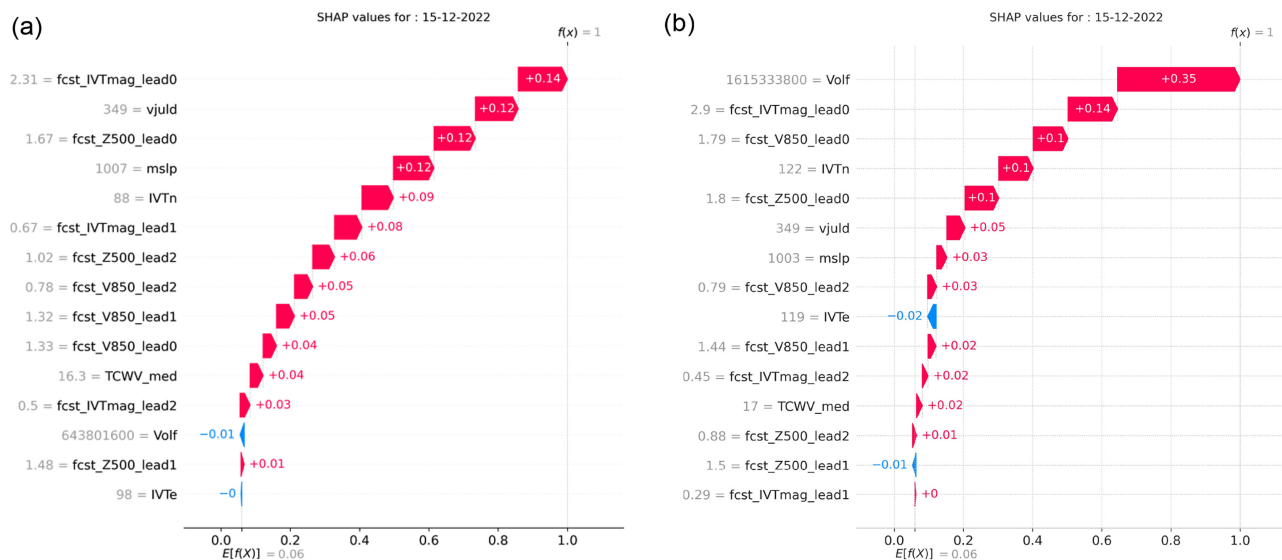 (a)
SHAP values for : 15-12-2022
f(x) = 1
2.31 = fcst_IVTmag_lead0
+0.14
349 = vjuld
+0.12
1.67 = fcst_Z500_lead0
+0.12
1007 = mslp
+0.12
88 = IVTn
+0.09
0.67 = fcst_IVTmag_lead1
+0.08
1.02 = fcst_Z500_lead2
+0.06
0.78 = fcst_V850_lead2
+0.05
1.32 = fcst_V850_lead1
+0.05
1.33 = fcst_V850_lead0
+0.04
16.3 = TCWV_med
+0.04
0.5 = fcst_IVTmag_lead2
+0.03
643801600 = Volf
−0.01
1.48 = fcst_Z500_lead1
+0.01
98 = IVTe
−0
0.0 0.2 0.4 0.6 0.8 1.0
E[f(X)] = 0.06
(b)
SHAP values for : 15-12-2022
f(x) = 1
1615333800 = Volf
+0.35
2.9 = fcst_IVTmag_lead0
+0.14
1.79 = fcst_V850_lead0
+0.1
122 = IVTn
+0.1
1.8 = fcst_Z500_lead0
+0.1
349 = vjuld
+0.05
1003 = mslp
+0.03
0.79 = fcst_V850_lead2
+0.03
119 = IVTe
−0.02
1.44 = fcst_V850_lead1
+0.02
0.45 = fcst_IVTmag_lead2
+0.02
17 = TCWV_med
+0.02
0.88 = fcst_Z500_lead2
+0.01
1.5 = fcst_Z500_lead1
−0.01
0.29 = fcst_IVTmag_lead1
+0
0.0 0.2 0.4 0.6 0.8 1.0
E[f(X)] = 0.06